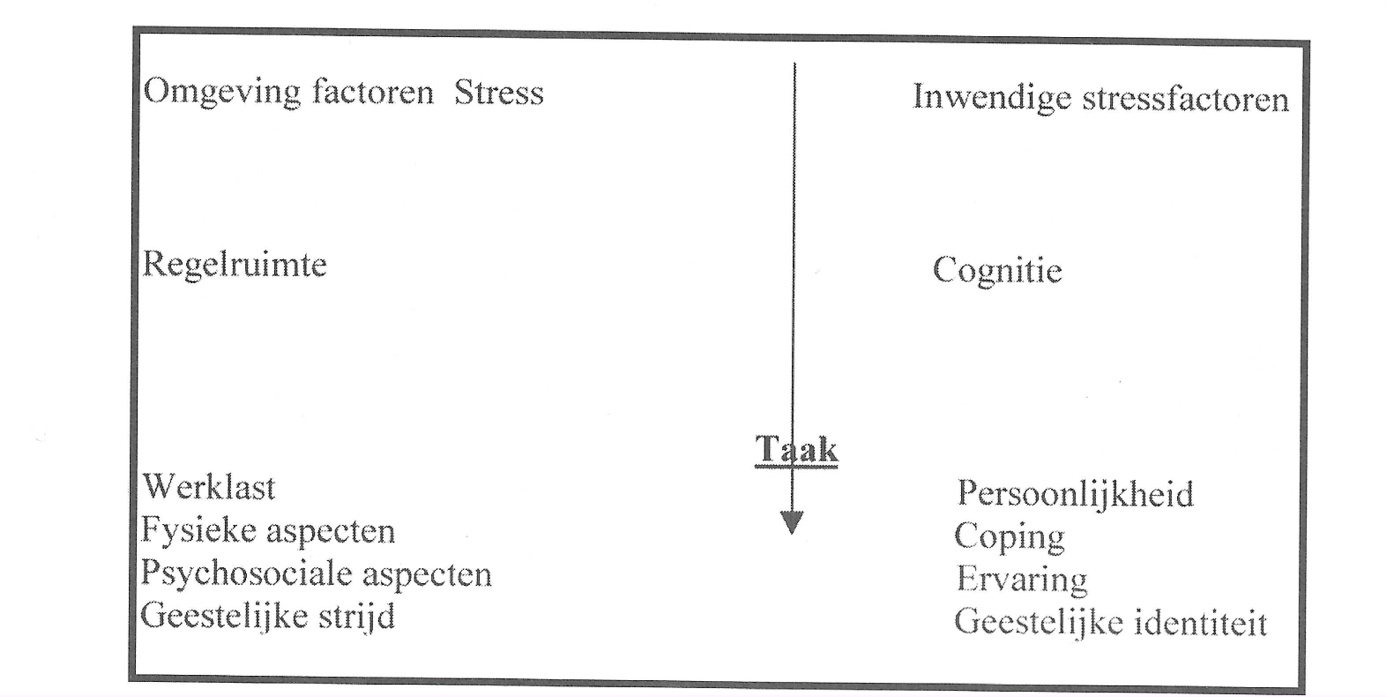 Omgeving factoren Stress
Inwendige stressfactoren
Regelruimte
Cognitie
Taak
Werklast
Fysieke aspecten
Psychosociale aspecten
Geestelijke strijd
Persoonlijkheid
Coping
Ervaring
Geestelijke identiteit